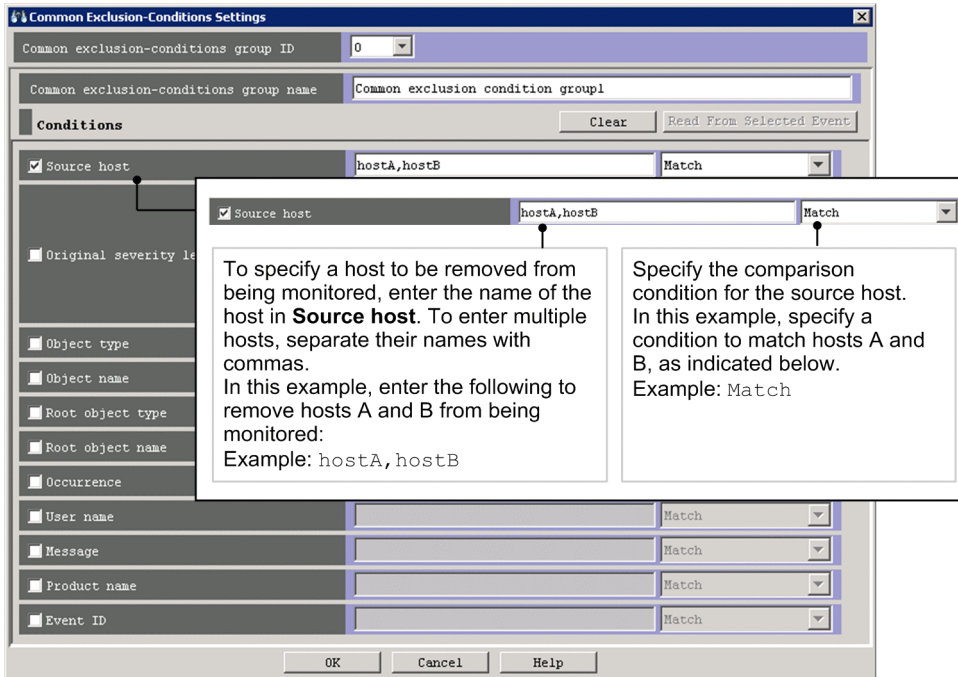 Common Exclusion-Conditions Settings
Common exclusion-conditions group ID 0
Common exclusion-conditions group name Common exclusion condition group1
Conditions Clear Read From Selected Event
Source host hostA,hostB Match
Source host hostA,hostB Match
To specify a host to be removed from
being monitored, enter the name of the
host in Source host. To enter multiple
hosts, separate their names with
commas.
In this example, enter the following to
remove hosts A and B from being
monitored:
Example: hostA,hostB
Specify the comparison
condition for the source host.
In this example, specify a
condition to match hosts A and
B, as indicated below.
Example: Match
Original severity le
Object type
Object name
Root object type
Root object name
Occurrence
User name Match
Message Match
Product name Match
Event ID Match
OK Cancel Help